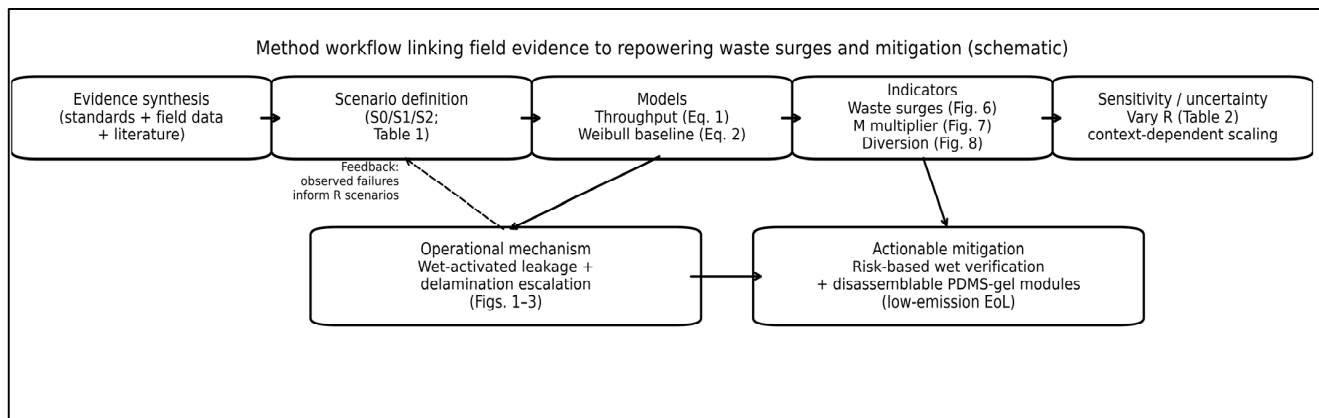 Method workflow linking field evidence to repowering waste surges and mitigation (schematic)
Evidence synthesis
(standards + field data
+ literature)
Scenario definition
(S0/S1/S2;
Table 1)
Models
Throughput (Eq. 1)
Weibull baseline (Eq. 2)
Indicators
Waste surges (Fig. 6)
M multiplier (Fig. 7)
Diversion (Fig. 8)
Sensitivity / uncertainty
Vary R (Table 2)
context-dependent scaling
Feedback:
observed failures
inform R scenarios
Operational mechanism
Wet-activated leakage +
delamination escalation
(Figs. 1–3)
Actionable mitigation
Risk-based wet verification
+ disassemblable PDMS-gel modules
(low-emission EoL)